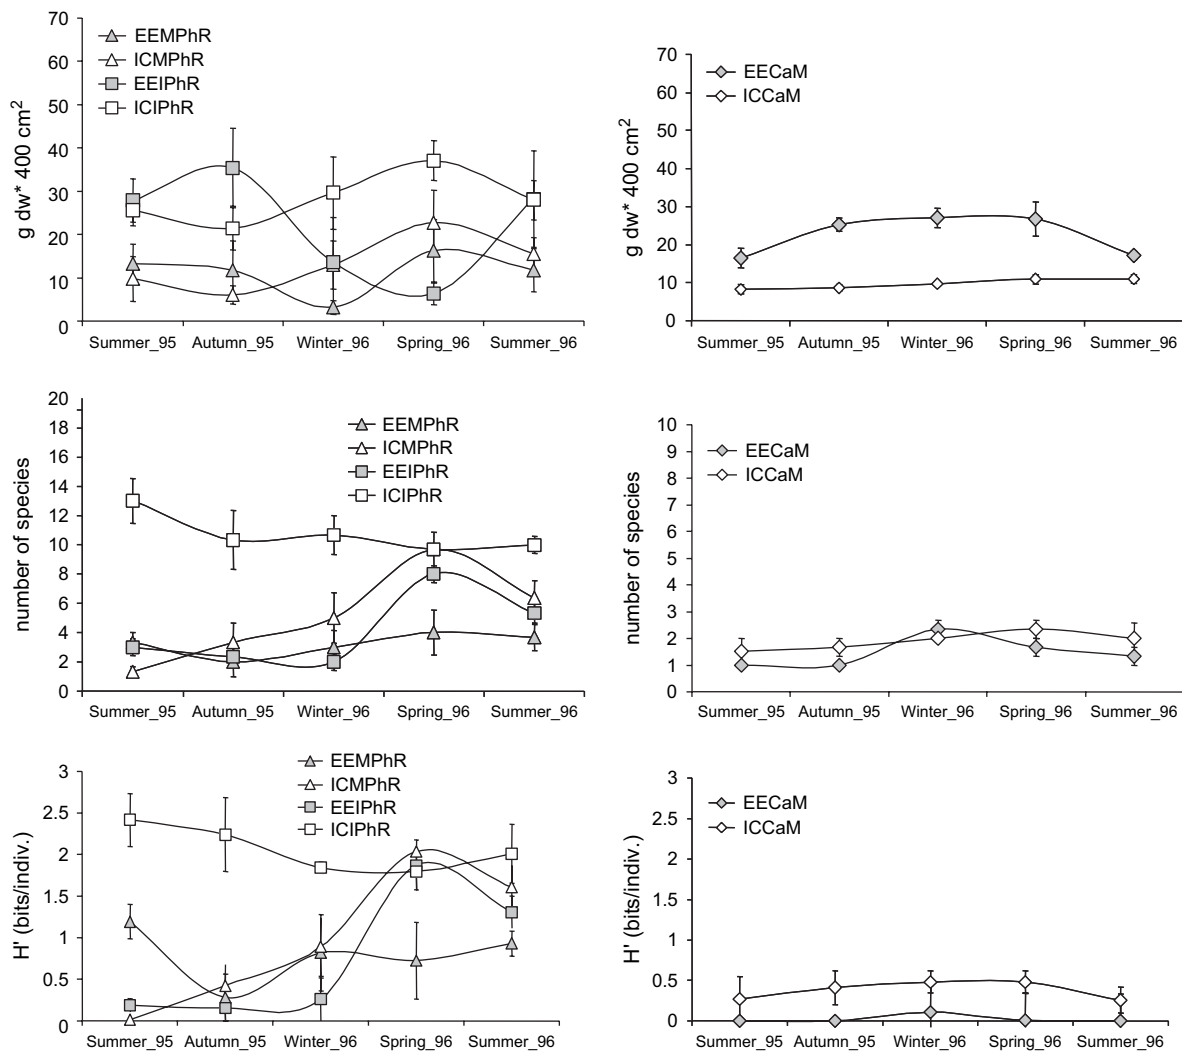 70
60
50
40
30
20
10
0
g dw* 400 cm²
EEMPhR
ICMPhR
EEIPhR
ICIPhR
Summer_95 Autumn_95 Winter_96 Spring_96 Summer_96
70
60
50
40
30
20
10
0
g dw* 400 cm²
EECaM
ICCaM
Summer_95 Autumn_95 Winter_96 Spring_96 Summer_96
20
18
16
14
12
10
8
6
4
2
0
number of species
EEMPhR
ICMPhR
EEIPhR
ICIPhR
Summer_95 Autumn_95 Winter_96 Spring_96 Summer_96
10
9
8
7
6
5
4
3
2
1
0
number of species
EECaM
ICCaM
Summer_95 Autumn_95 Winter_96 Spring_96 Summer_96
3
2.5
2
1.5
1
0.5
0
H' (bits/indiv.)
EEMPhR
ICMPhR
EEIPhR
ICIPhR
Summer_95 Autumn_95 Winter_96 Spring_96 Summer_96
3
2.5
2
1.5
1
0.5
0
H' (bits/indiv.)
EECaM
ICCaM
Summer_95 Autumn_95 Winter_96 Spring_96 Summer_96